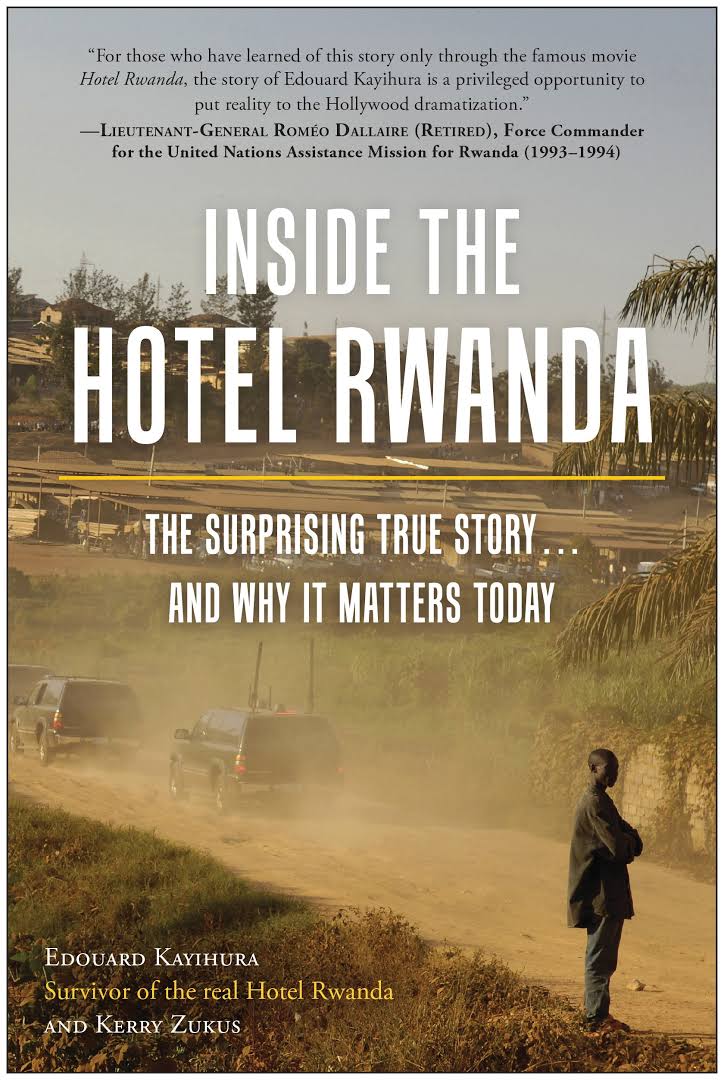 “For those who have learned of this story only through the famous movie
Hotel Rwanda, the story of Edouard Kayihura is a privileged opportunity to
put reality to the Hollywood dramatization.”
—Lieutenant-General Roméo Dallaire (Retired), Force Commander
for the United Nations Assistance Mission for Rwanda (1993–1994)
INSIDE THE
HOTEL RWANDA
THE SURPRISING TRUE STORY...
AND WHY IT MATTERS TODAY
Edouard Kayihura
Survivor of the real Hotel Rwanda
and Kerry Zukus